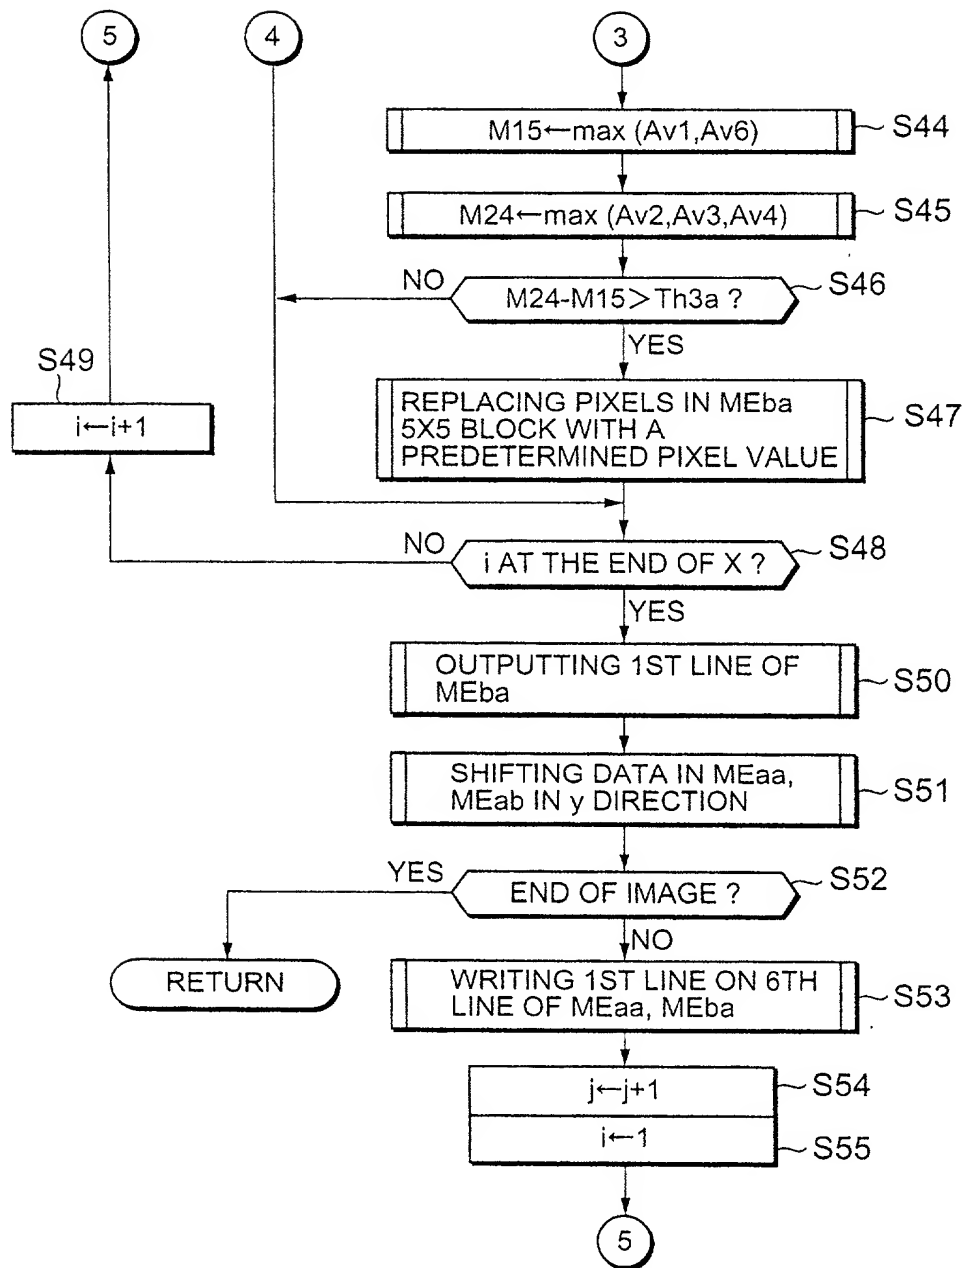 5
4
3
M15←max (Av1,Av6)
S44
M24←max (Av2,Av3,Av4)
S45
NO
M24-M15>Th3a ?
S46
YES
S49
i←i+1
REPLACING PIXELS IN MEba
5X5 BLOCK WITH A
PREDETERMINED PIXEL VALUE
S47
NO
i AT THE END OF X ?
S48
YES
OUTPUTTING 1ST LINE OF
MEba
S50
SHIFTING DATA IN MEaa,
MEab IN y DIRECTION
S51
YES
END OF IMAGE ?
S52
NO
RETURN
WRITING 1ST LINE ON 6TH
LINE OF MEaa, MEba
S53
j←j+1
S54
i←1
S55
5